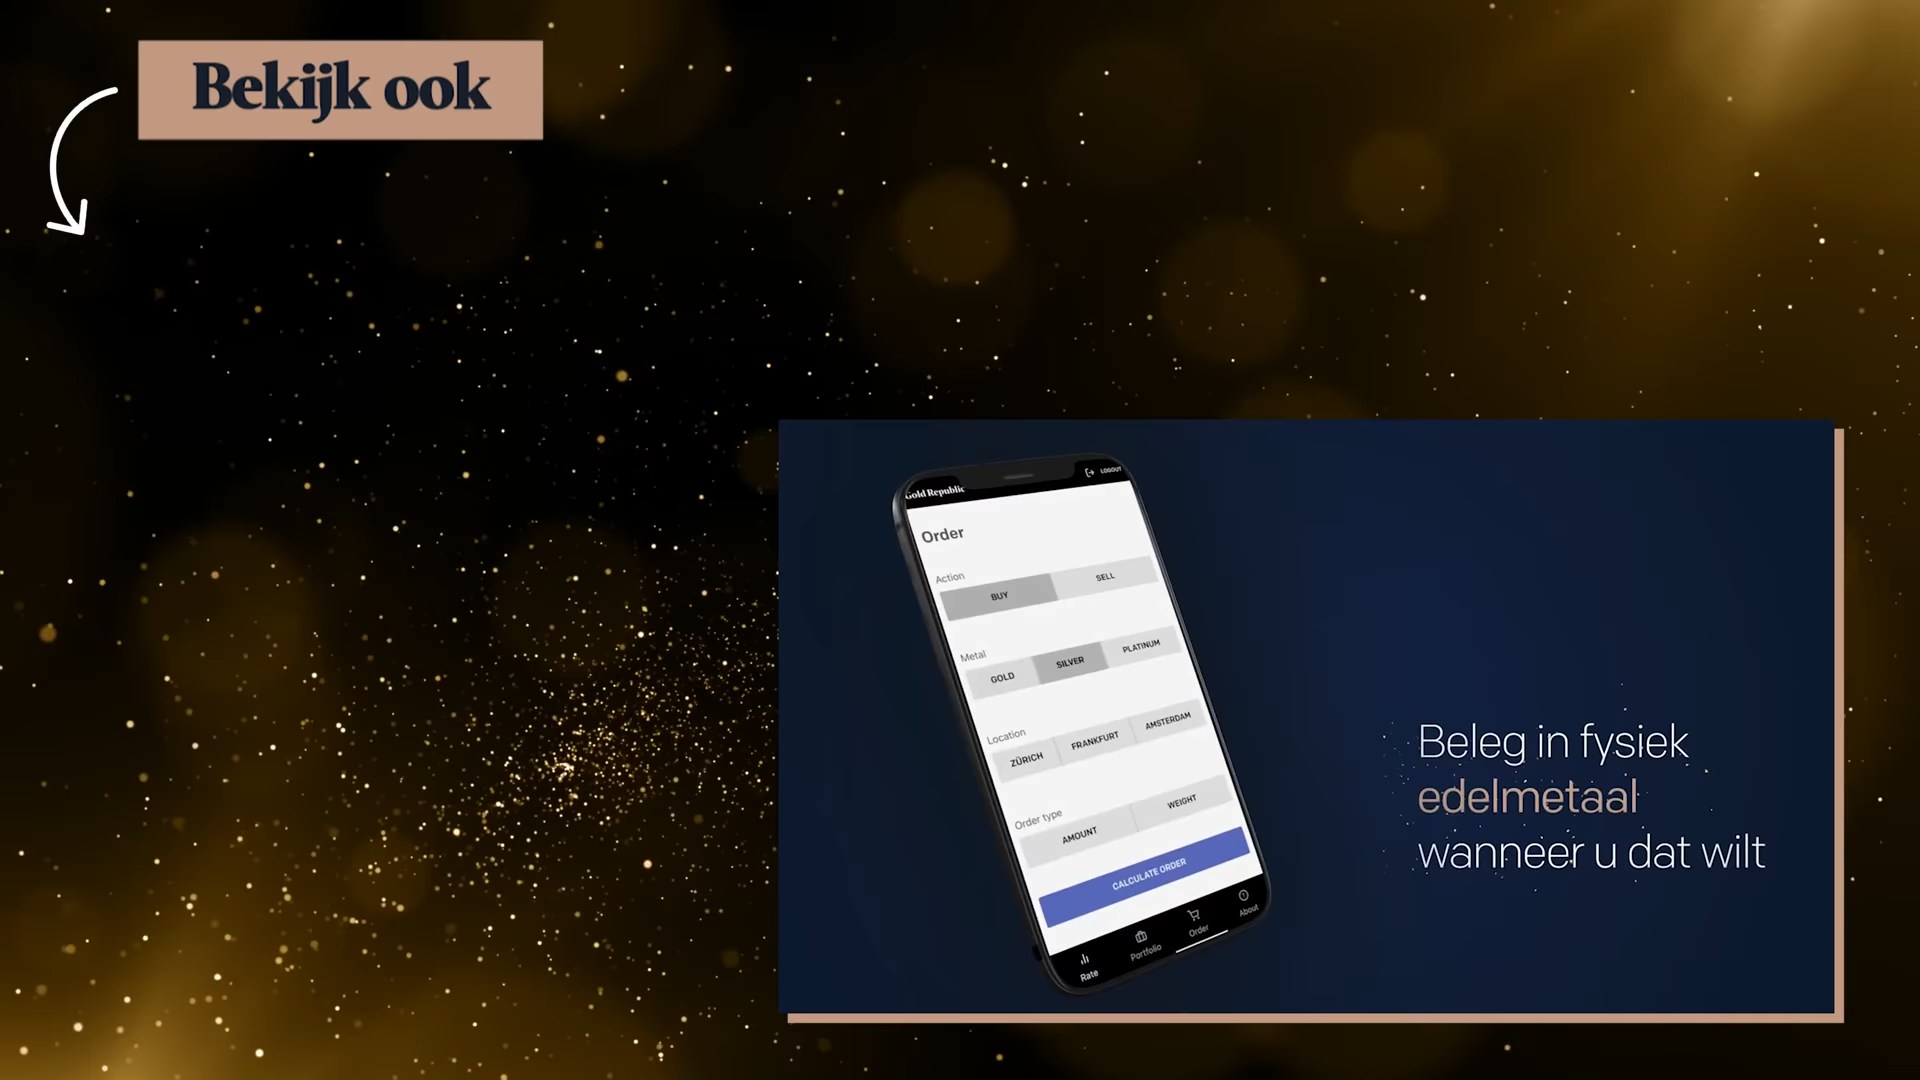 Bekijk ook
Gold Republic
LOGOUT
Order
Action
BUY
SELL
Metal
GOLD
SILVER
PLATINUM
Location
ZÜRICH
FRANKFURT
AMSTERDAM
Order type
AMOUNT
WEIGHT
CALCULATE ORDER
Rate
Portfolio
Order
About
Beleg in fysiek
edelmetaal
wanneer u dat wilt